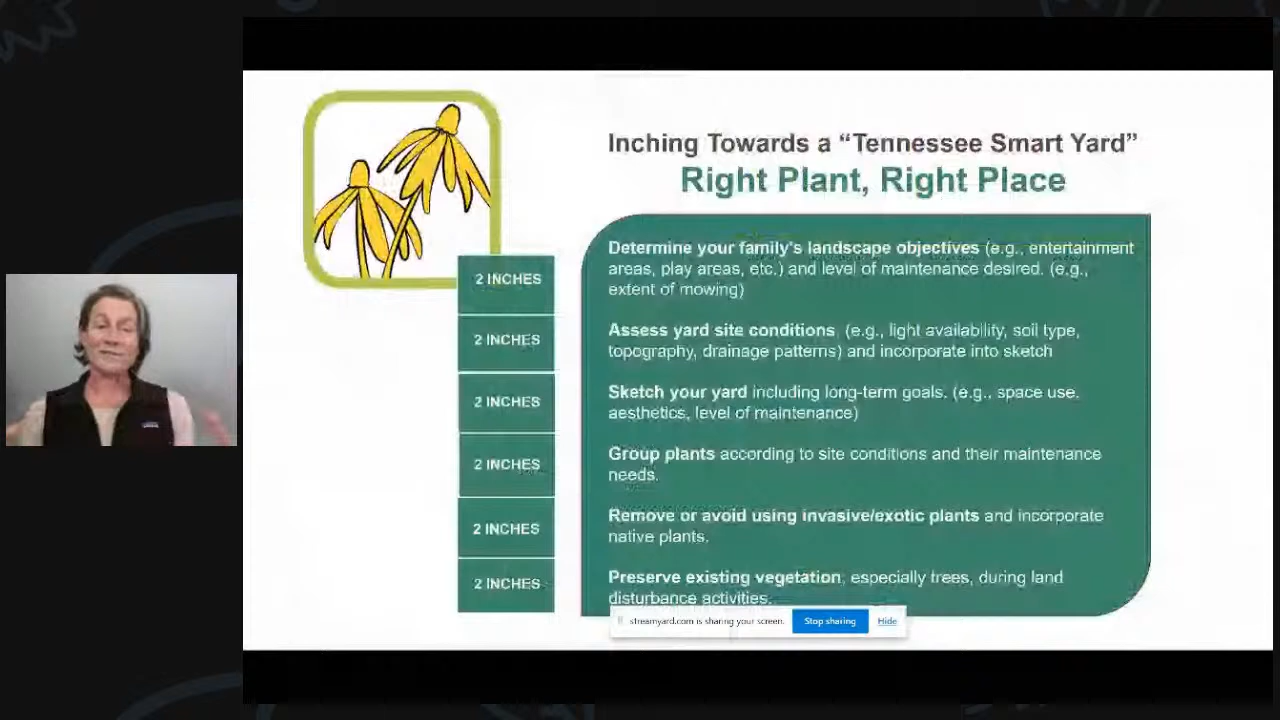 Inching Towards a “Tennessee Smart Yard”
Right Plant, Right Place
2 INCHES
Determine your family's landscape objectives (e.g., entertainment
areas, play areas, etc.) and level of maintenance desired. (e.g.,
extent of mowing)
2 INCHES
Assess yard site conditions. (e.g., light availability, soil type,
topography, drainage patterns) and incorporate into sketch
2 INCHES
Sketch your yard including long-term goals. (e.g., space use,
aesthetics, level of maintenance)
2 INCHES
Group plants according to site conditions and their maintenance
needs.
2 INCHES
Remove or avoid using invasive/exotic plants and incorporate
native plants.
2 INCHES
Preserve existing vegetation, especially trees, during land
disturbance activities.
streamyard.com is sharing your screen.
Stop sharing
Hide